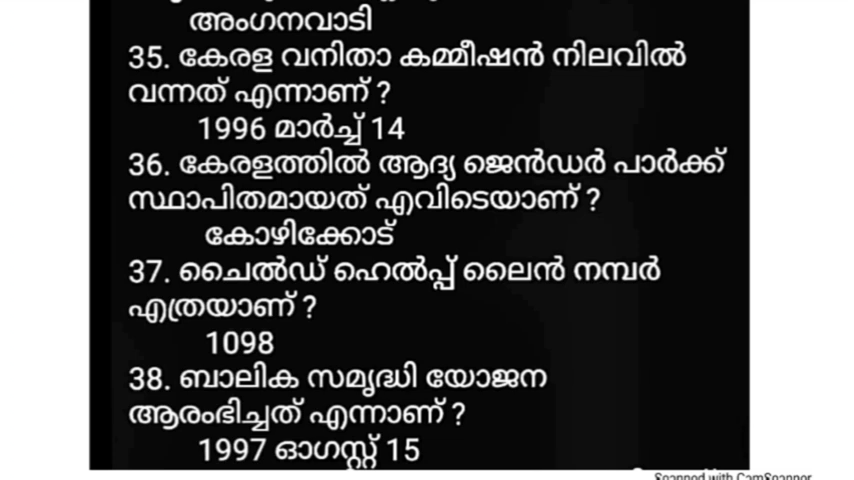 അംഗനവാടി
35. കേരള വനിതാ കമ്മീഷൻ നിലവിൽ
വന്നത് എന്നാണ് ?
1996 മാർച്ച് 14
36. കേരളത്തിൽ ആദ്യ ജെൻഡർ പാർക്ക്
സ്ഥാപിതമായത് എവിടെയാണ് ?
കോഴിക്കോട്
37. ചൈൽഡ് ഹെൽപ്പ് ലൈൻ നമ്പർ
എത്രയാണ് ?
1098
38. ബാലിക സമൃദ്ധി യോജന
ആരംഭിച്ചത് എന്നാണ് ?
1997 ഓഗസ്റ്റ് 15
Scanned with CamScanner